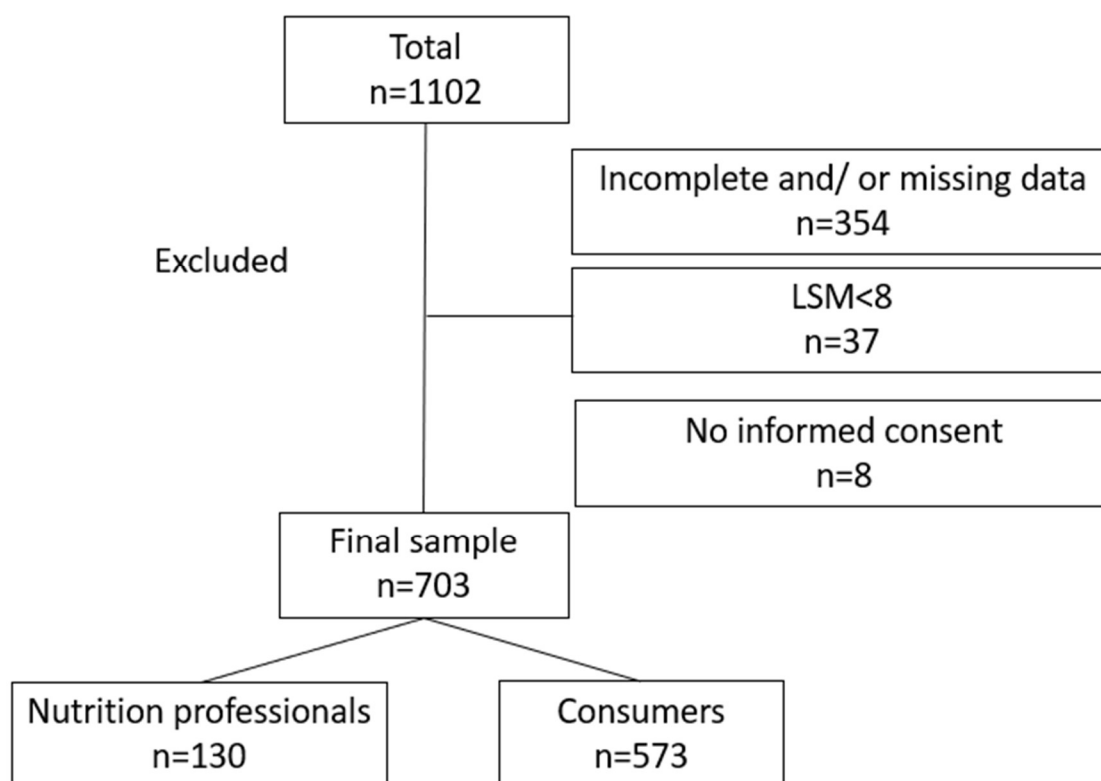 Total
n=1102
Incomplete and/ or missing data
n=354
Excluded
LSM<8
n=37
No informed consent
n=8
Final sample
n=703
Nutrition professionals
n=130
Consumers
n=573